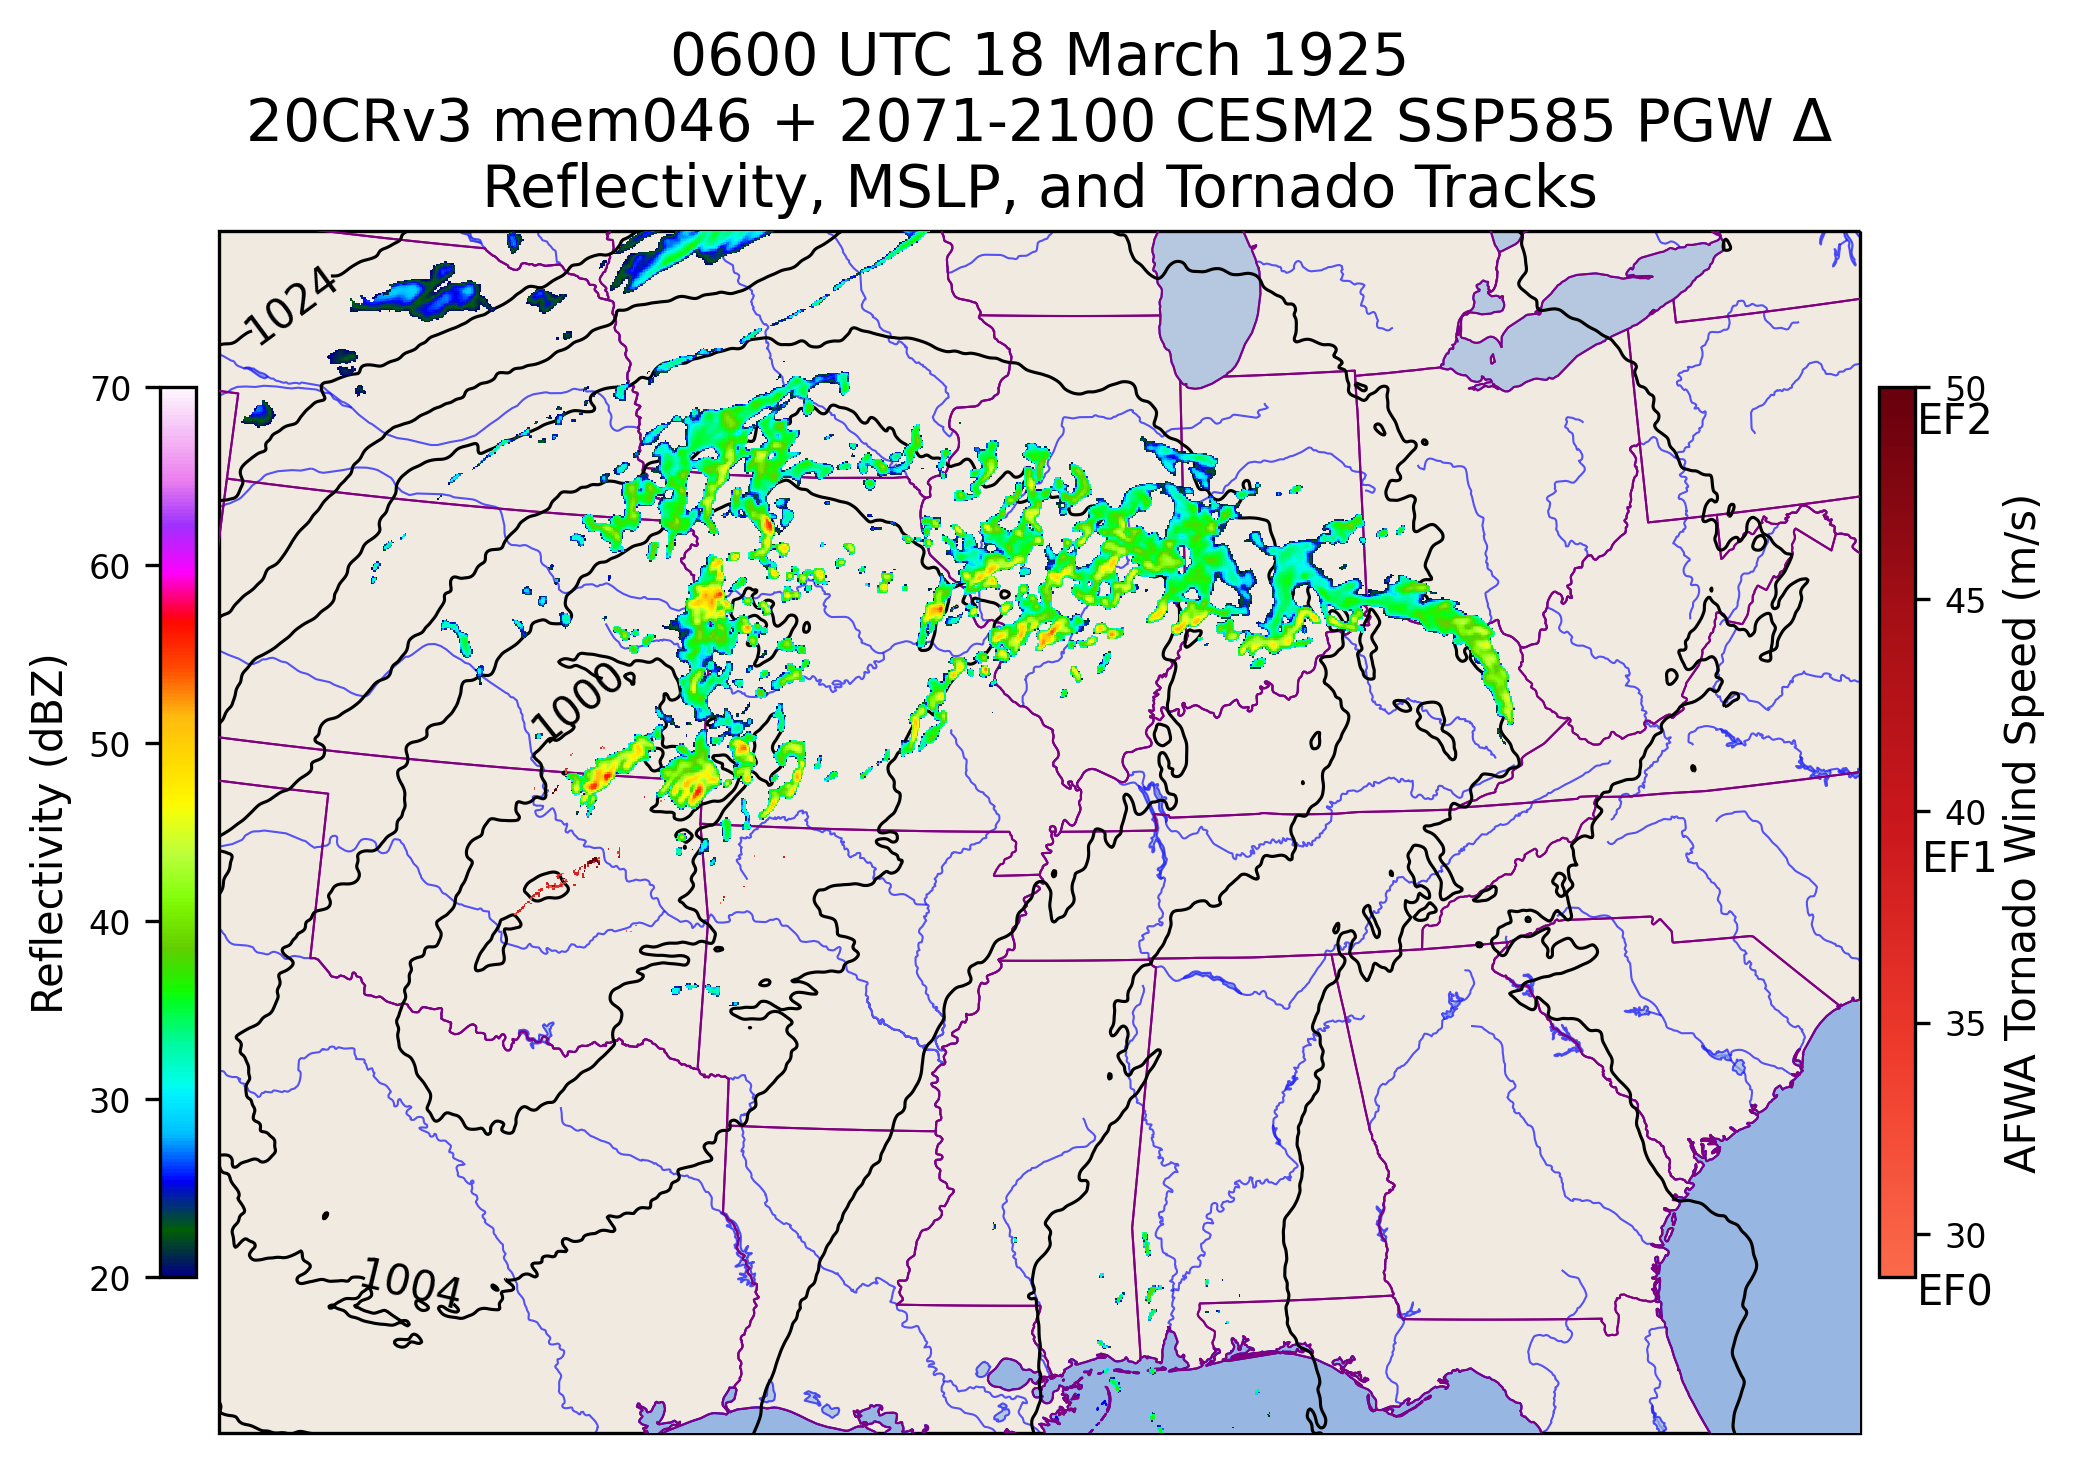 0600 UTC 18 March 1925
20CRv3 mem046 + 2071-2100 CESM2 SSP585 PGW Δ
Reflectivity, MSLP, and Tornado Tracks
1024
1000
1004
70
60
50
40
30
20
Reflectivity (dBZ)
50
EF2
45
40
EF1
35
30
EF0
AFWA Tornado Wind Speed (m/s)